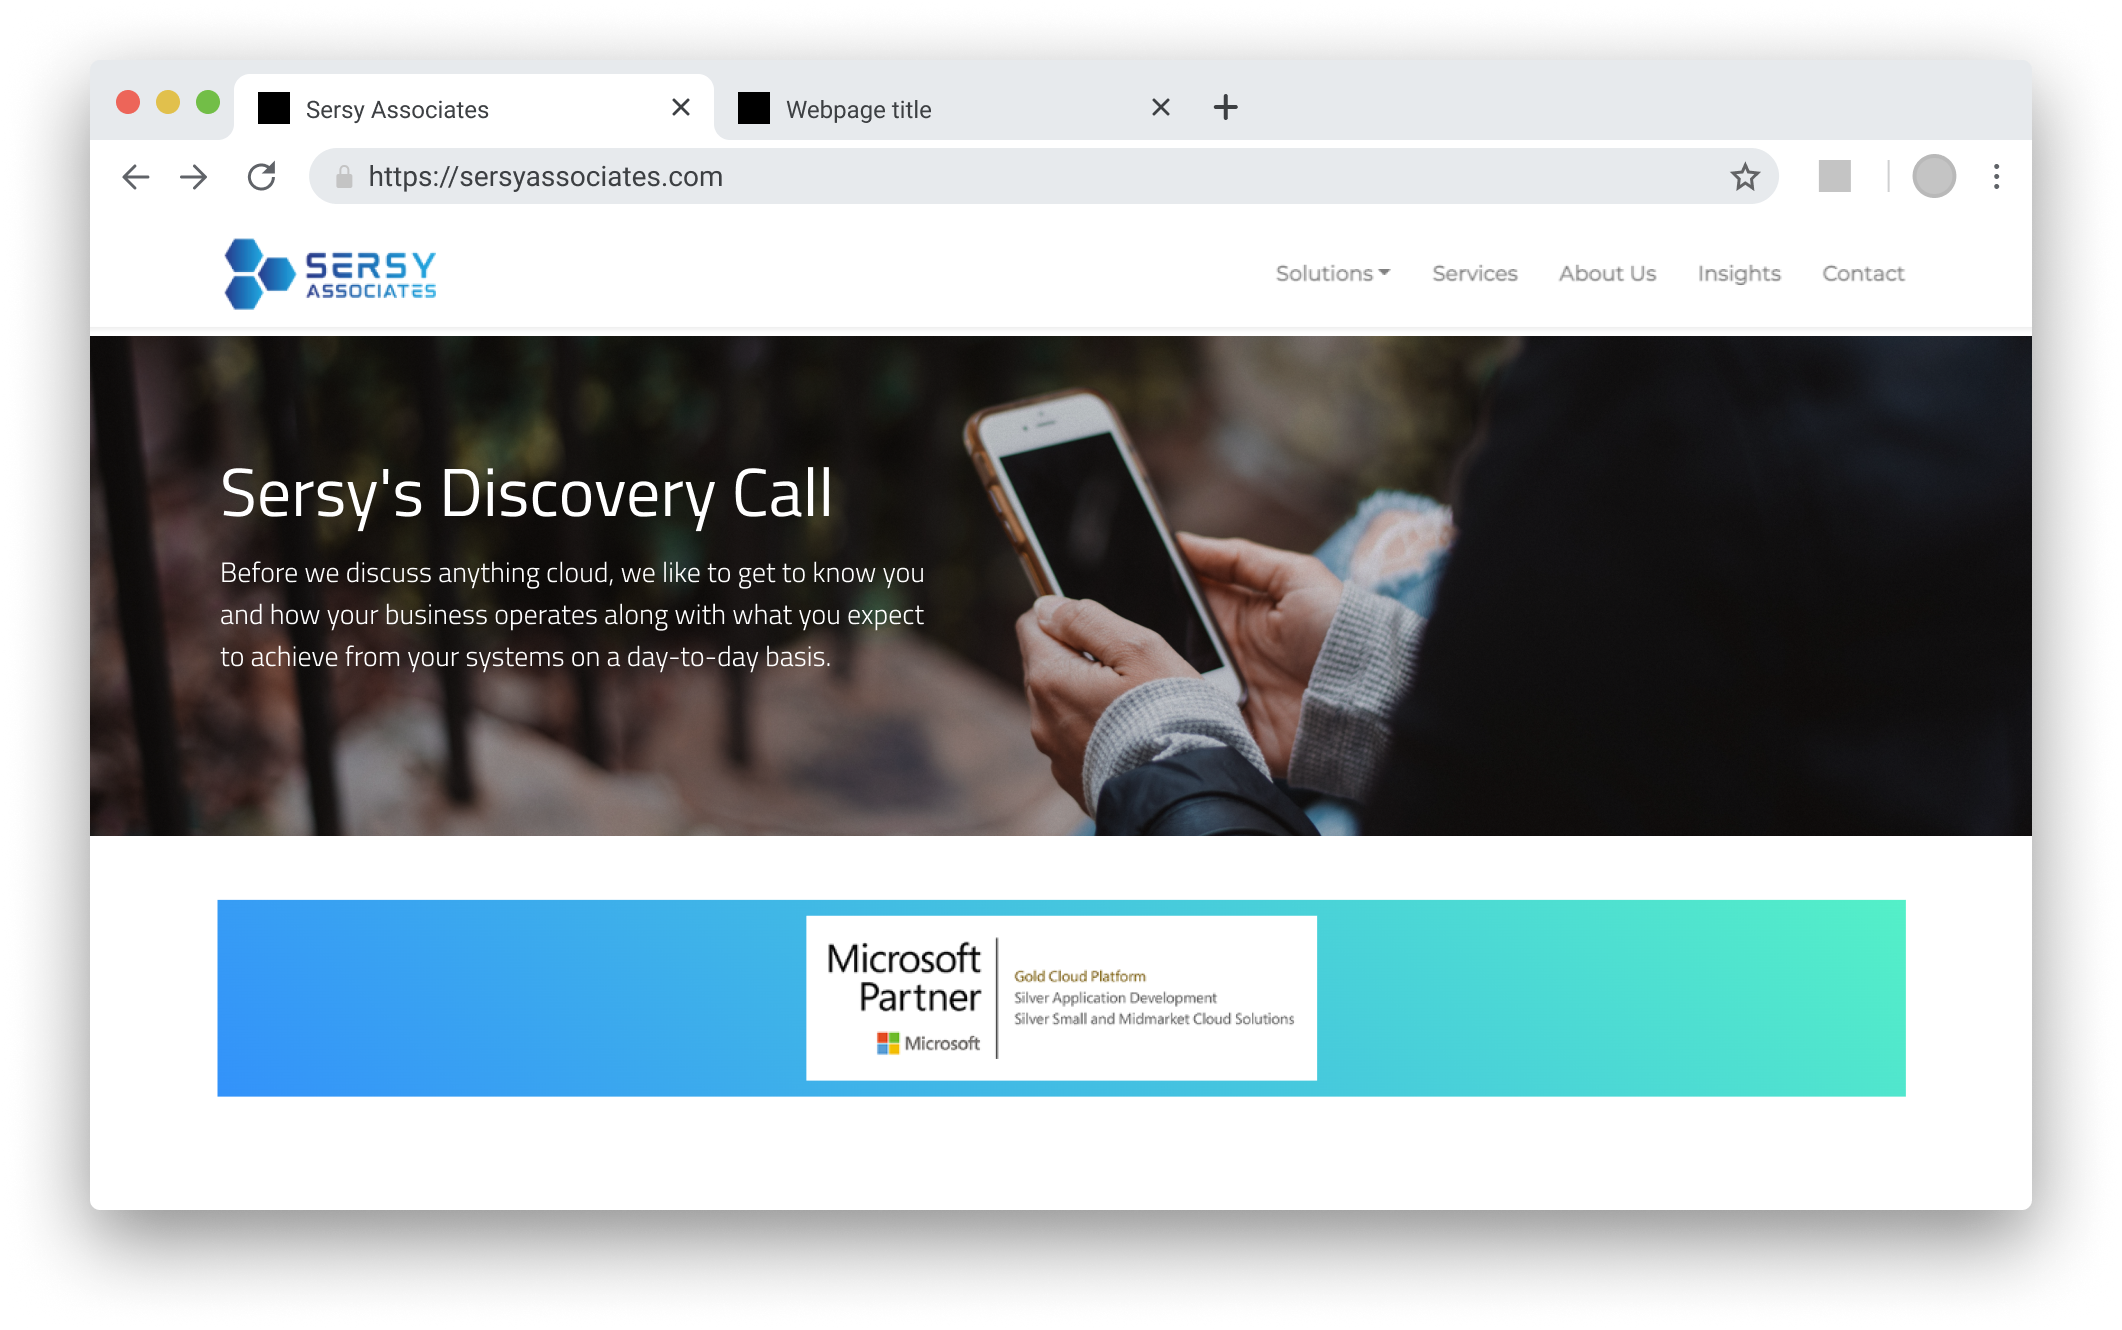 Sersy Associates
Webpage title
https://sersyassociates.com
SERSY
ASSOCIATES
Solutions
Services
About Us
Insights
Contact
Sersy's Discovery Call
Before we discuss anything cloud, we like to get to know you
and how your business operates along with what you expect
to achieve from your systems on a day-to-day basis.
Microsoft
Partner
Microsoft
Gold Cloud Platform
Silver Application Development
Silver Small and Midmarket Cloud Solutions